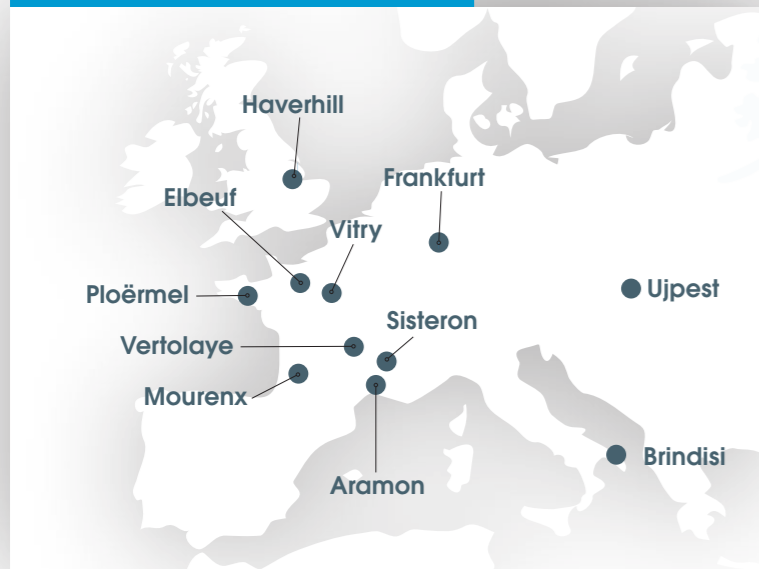 Haverhill
Frankfurt
Elbeuf
Vitry
Ploërmel
Ujpest
Sisteron
Vertolaye
Mourenx
Brindisi
Aramon